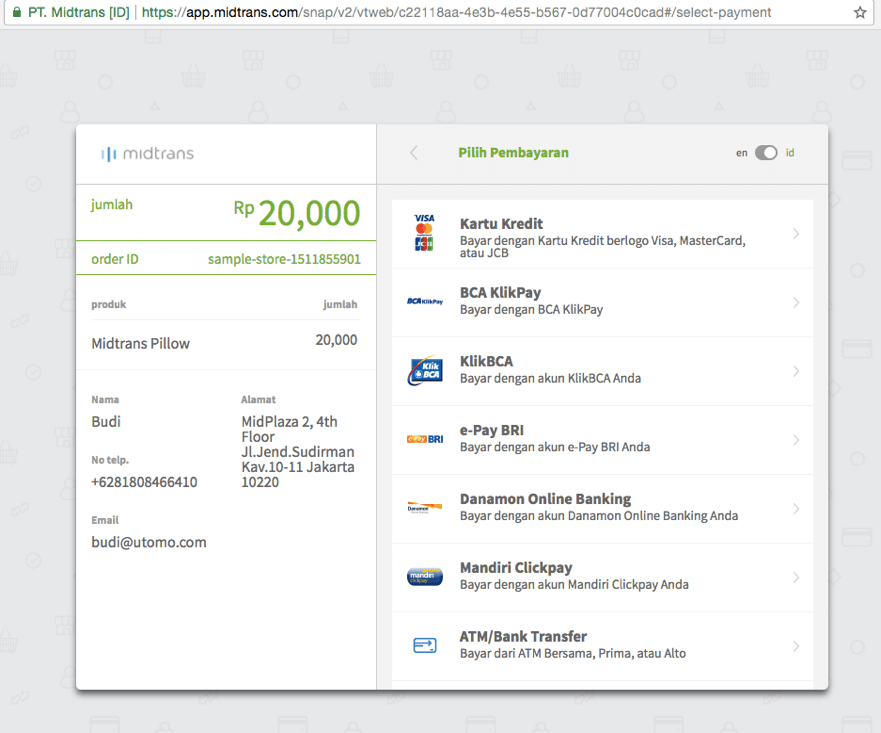 PT. Midtrans [ID] https://app.midtrans.com/snap/v2/vtweb/c22118aa-4e3b-4e55-b567-0d77004c0cad#/select-payment
midtrans
jumlah Rp 20,000
order ID sample-store-1511855901
produk jumlah
Midtrans Pillow 20,000
Nama
Budi
No telp.
+6281808466410
Email
budi@utomo.com
Alamat
MidPlaza 2, 4th
Floor
Jl.Jend.Sudirman
Kav.10-11 Jakarta
10220
Pilih Pembayaran
en id
VISA
JCB
Kartu Kredit
Bayar dengan Kartu Kredit berlogo Visa, MasterCard,
atau JCB
BCA KlikPay
BCA KlikPay
Bayar dengan BCA KlikPay
Klik
BCA
KlikBCA
Bayar dengan akun KlikBCA Anda
e-Pay BRI
e-Pay BRI
Bayar dengan akun e-Pay BRI Anda
Danamon
Danamon Online Banking
Bayar dengan akun Danamon Online Banking Anda
mandiri
Mandiri Clickpay
Bayar dengan akun Mandiri Clickpay Anda
ATM/Bank Transfer
Bayar dari ATM Bersama, Prima, atau Alto